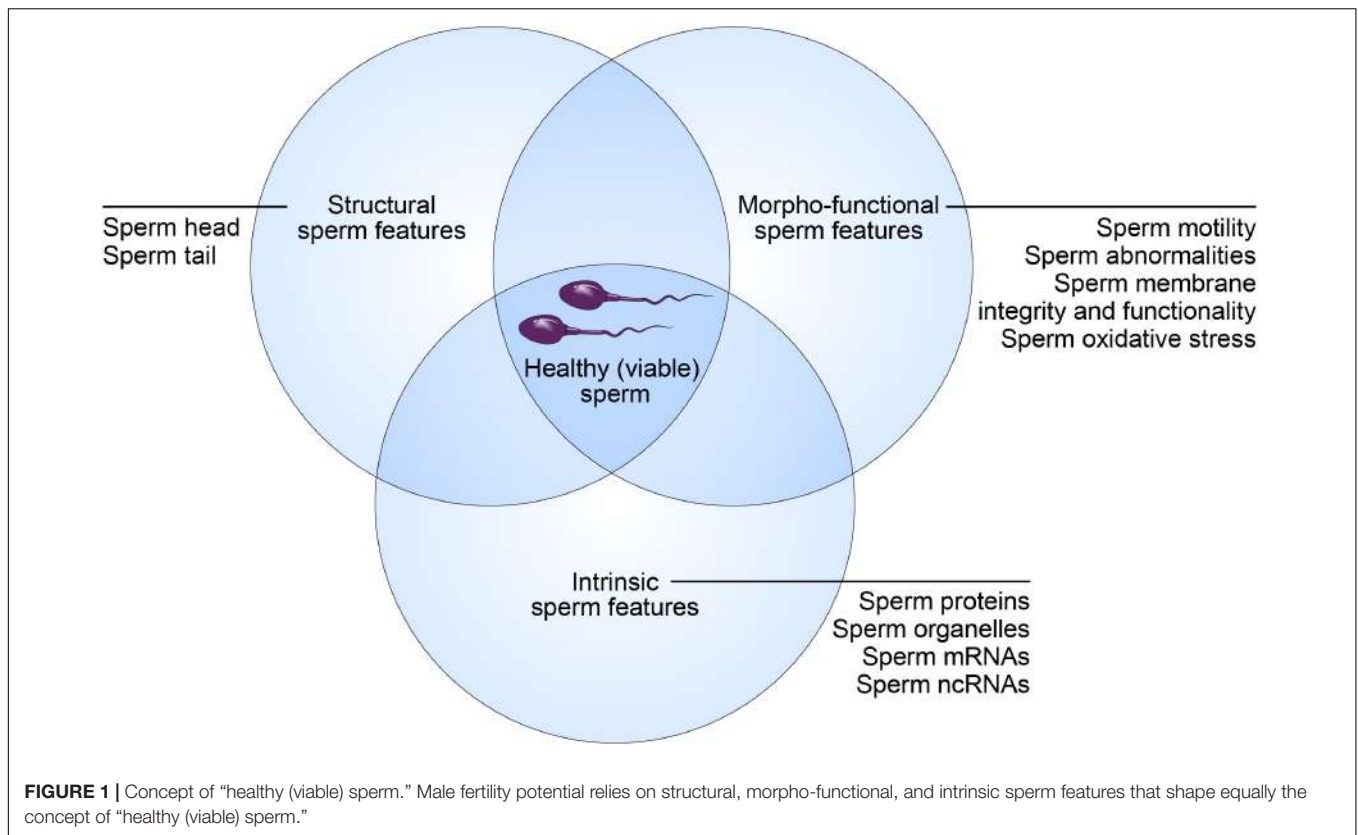 Structural
sperm features
Sperm head
Sperm tail
Morpho-functional
sperm features
Sperm motility
Sperm abnormalities
Sperm membrane
integrity and functionality
Sperm oxidative stress
Healthy (viable)
sperm
Intrinsic
sperm features
Sperm proteins
Sperm organelles
Sperm mRNAs
Sperm ncRNAs
FIGURE 1 | Concept of “healthy (viable) sperm.” Male fertility potential relies on structural, morpho-functional, and intrinsic sperm features that shape equally the
concept of “healthy (viable) sperm.”